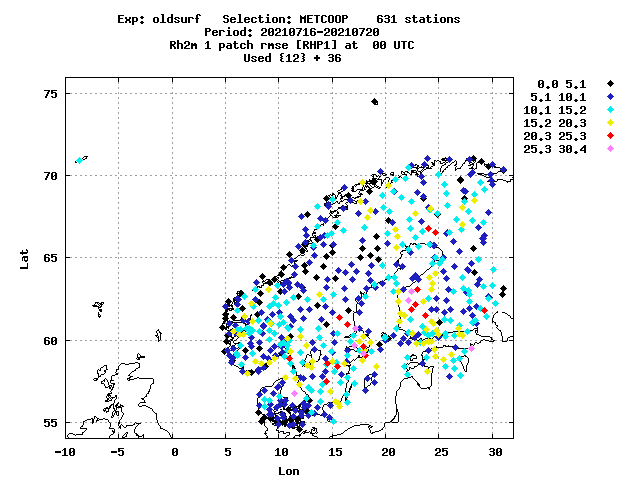 Exp: oldsurf   Selection: METCOOP    631 stations
Period: 20210716-20210720
Rh2m 1 patch rmse [RHP1] at  00 UTC
Used {12} + 36
0.0 5.1
5.1 10.1
10.1 15.2
15.2 20.3
20.3 25.3
25.3 30.4
75
70
65
60
55
Lat
-10 -5 0 5 10 15 20 25 30
Lon